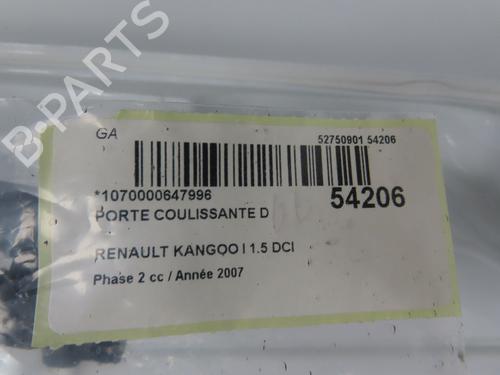 B-PARTS
GA
52750901 54206
*1070000647996
54206
PORTE COULISSANTE D
RENAULT KANGOO I 1.5 DCI
Phase 2 cc / Année 2007